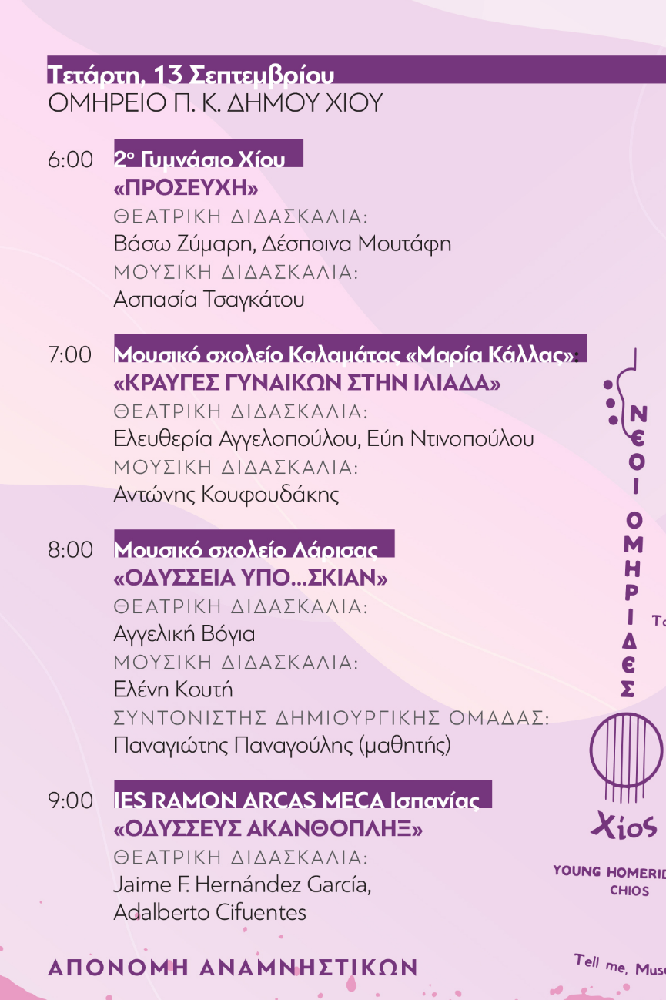 Τετάρτη, 13 Σεπτεμβρίου
ΟΜΗΡΕΙΟ Π. Κ. ΔΗΜΟΥ ΧΙΟΥ
6:00 2ο Γυμνάσιο Χίου
«ΠΡΟΣΕΥΧΗ»
ΘΕΑΤΡΙΚΗ ΔΙΔΑΣΚΑΛΙΑ:
Βάσω Ζύμαρη, Δέσποινα Μουτάφη
ΜΟΥΣΙΚΗ ΔΙΔΑΣΚΑΛΙΑ:
Ασπασία Τσαγκάτου
7:00 Μουσικό σχολείο Καλαμάτας «Μαρία Κάλλας»:
«ΚΡΑΥΓΕΣ ΓΥΝΑΙΚΩΝ ΣΤΗΝ ΙΛΙΑΔΑ»
ΘΕΑΤΡΙΚΗ ΔΙΔΑΣΚΑΛΙΑ:
Ελευθερία Αγγελοπούλου, Εύη Ντινοπούλου
ΜΟΥΣΙΚΗ ΔΙΔΑΣΚΑΛΙΑ:
Αντώνης Κουφουδάκης
8:00 Μουσικό σχολείο Λάρισας
«ΟΔΥΣΣΕΙΑ ΥΠΟ...ΣΚΙΑΝ»
ΘΕΑΤΡΙΚΗ ΔΙΔΑΣΚΑΛΙΑ:
Αγγελική Βόγια
ΜΟΥΣΙΚΗ ΔΙΔΑΣΚΑΛΙΑ:
Ελένη Κουτή
ΣΥΝΤΟΝΙΣΤΗΣ ΔΗΜΙΟΥΡΓΙΚΗΣ ΟΜΑΔΑΣ:
Παναγιώτης Παναγούλης (μαθητής)
9:00 IES RAMON ARCAS MECA Ισπανίας
«ΟΔΥΣΣΕΥΣ ΑΚΑΝΘΟΠΛΗΞ»
ΘΕΑΤΡΙΚΗ ΔΙΔΑΣΚΑΛΙΑ:
Jaime F. Hernández García,
Adalberto Cifuentes
ΑΠΟΝΟΜΗ ΑΝΑΜΝΗΣΤΙΚΩΝ
ΝΕΟΙ ΟΜΗΡΙΔΕΣ
Χίος
YOUNG HOMERID
CHIOS
Tell me, Muse